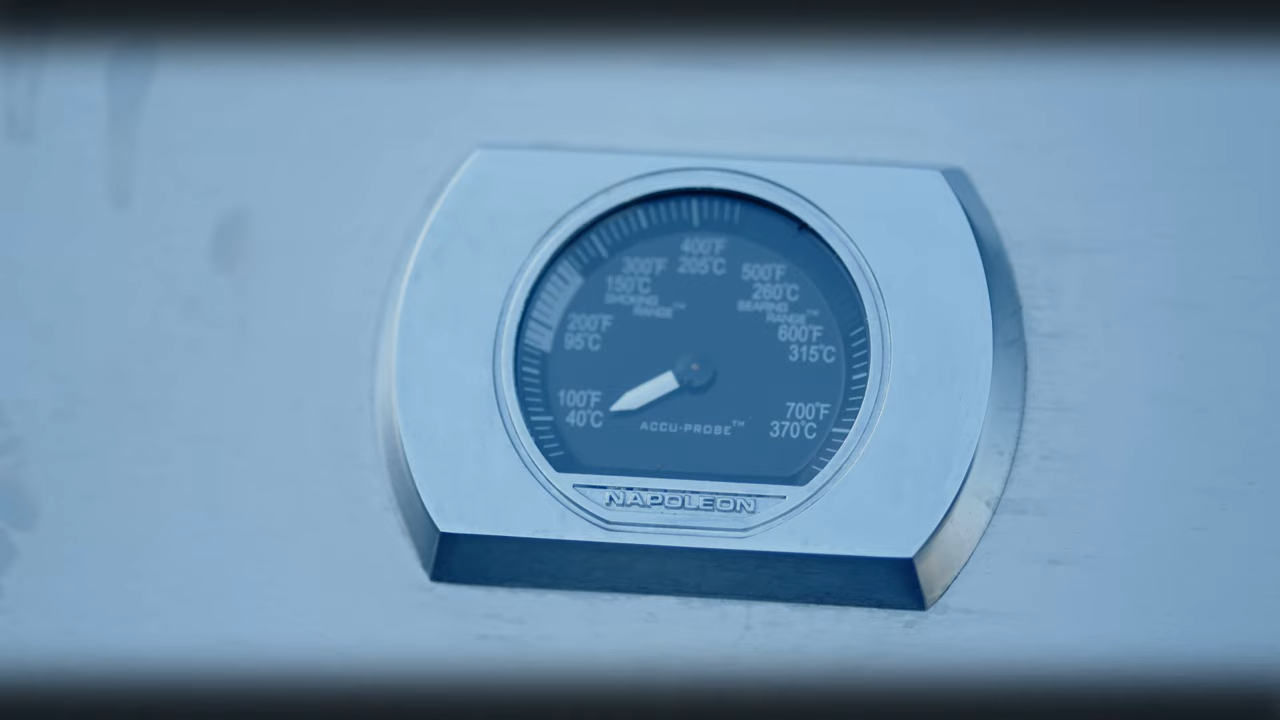 400°F
205°C
300°F
150°C
SMOKING
RANGE™
500°F
260°C
SEARING
RANGE™
200°F
95°C
600°F
315°C
100°F
40°C
700°F
370°C
ACCU-PROBE™
NAPOLEON